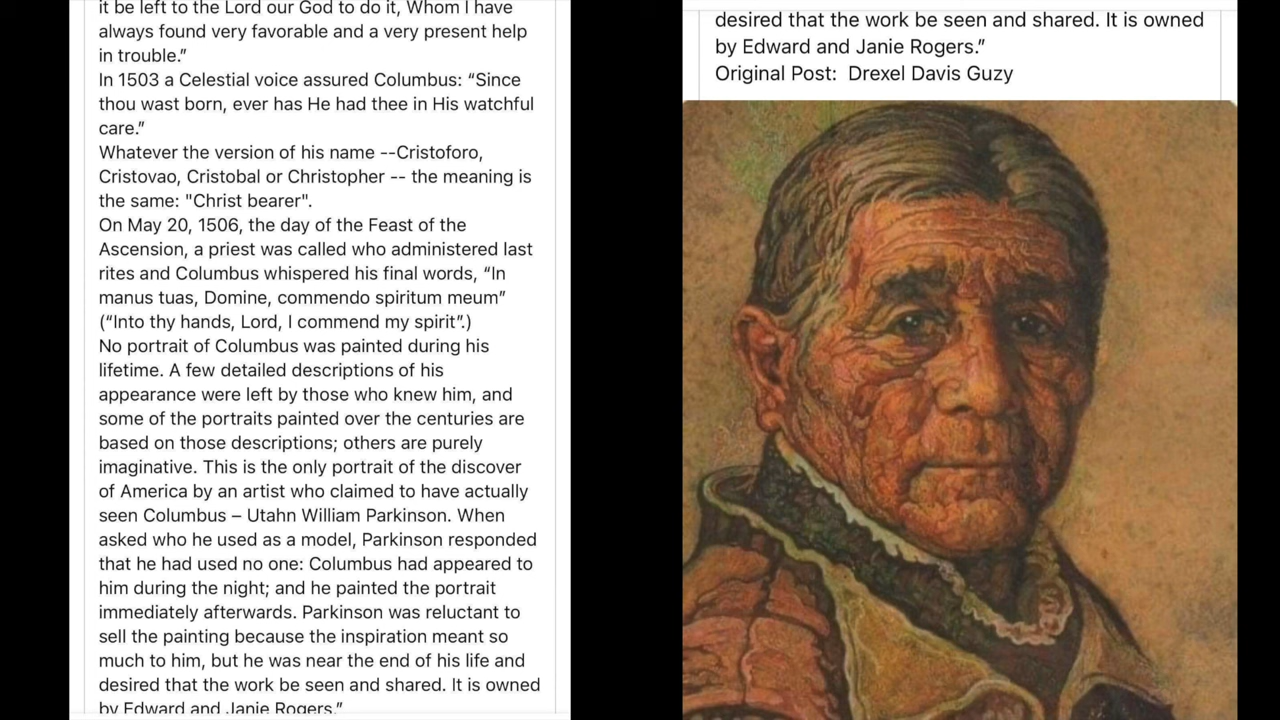 it be left to the Lord our God to do it, Whom I have
always found very favorable and a very present help
in trouble.”
In 1503 a Celestial voice assured Columbus: “Since
thou wast born, ever has He had thee in His watchful
care.”
Whatever the version of his name --Cristoforo,
Cristovao, Cristobal or Christopher -- the meaning is
the same: "Christ bearer".
On May 20, 1506, the day of the Feast of the
Ascension, a priest was called who administered last
rites and Columbus whispered his final words, “In
manus tuas, Domine, commendo spiritum meum”
(“Into thy hands, Lord, I commend my spirit”.)
No portrait of Columbus was painted during his
lifetime. A few detailed descriptions of his
appearance were left by those who knew him, and
some of the portraits painted over the centuries are
based on those descriptions; others are purely
imaginative. This is the only portrait of the discover
of America by an artist who claimed to have actually
seen Columbus – Utahn William Parkinson. When
asked who he used as a model, Parkinson responded
that he had used no one: Columbus had appeared to
him during the night; and he painted the portrait
immediately afterwards. Parkinson was reluctant to
sell the painting because the inspiration meant so
much to him, but he was near the end of his life and
desired that the work be seen and shared. It is owned
by Edward and Janie Rogers.”
desired that the work be seen and shared. It is owned
by Edward and Janie Rogers.”
Original Post: Drexel Davis Guzy